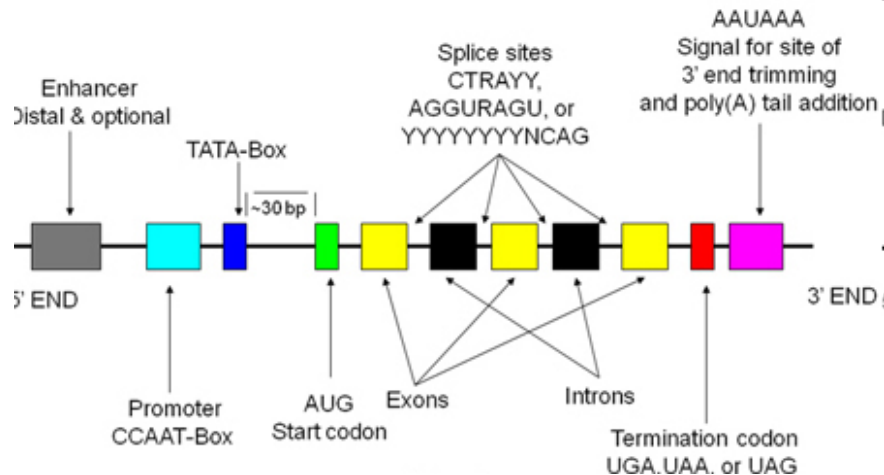 AAUAAA
Signal for site of
3' end trimming
and poly(A) tail addition
Splice sites
CTRAYY,
AGGURAGU, or
YYYYYYYYNCAG
Enhancer
Distal & optional
TATA-Box
~30 bp
5' END
3' END
Promoter
CCAAT-Box
AUG
Start codon
Exons
Introns
Termination codon
UGA,UAA, or UAG